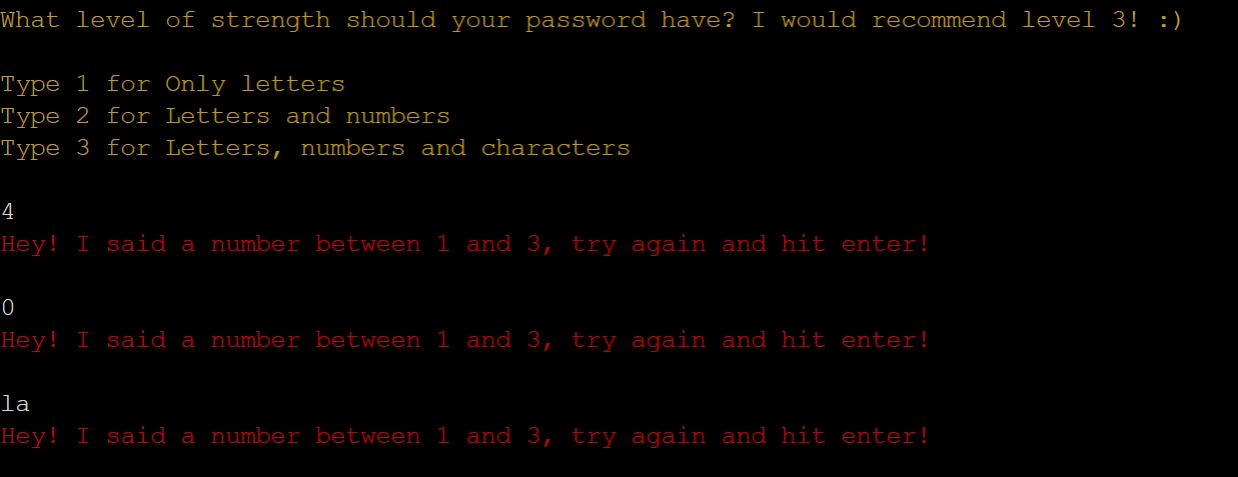 What level of strength should your password have? I would recommend level 3! :)
Type 1 for Only letters
Type 2 for Letters and numbers
Type 3 for Letters, numbers and characters
4
Hey! I said a number between 1 and 3, try again and hit enter!
0
Hey! I said a number between 1 and 3, try again and hit enter!
la
Hey! I said a number between 1 and 3, try again and hit enter!